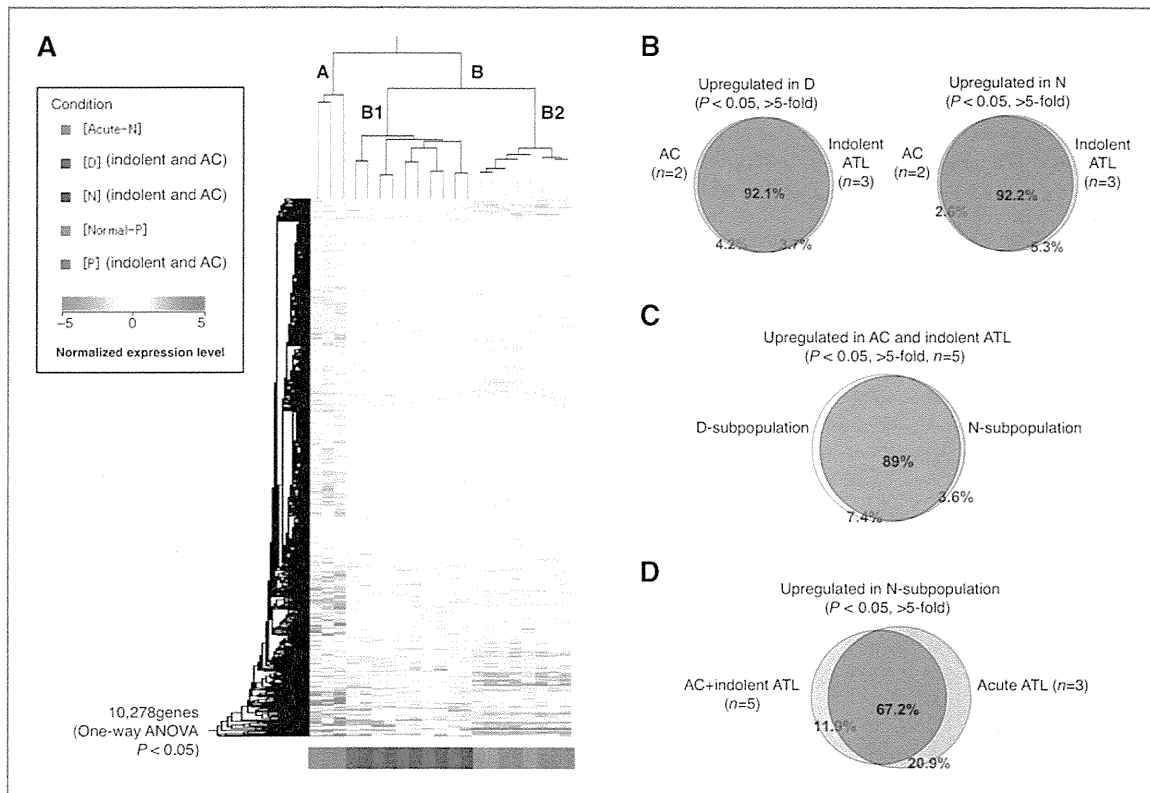 A
Condition
[Acute-N]
[D] (indolent and AC)
[N] (indolent and AC)
[Normal-P]
[P] (indolent and AC)
−5 0 5
Normalized expression level
A
B
B1
B2
10,278genes
(One-way ANOVA
P < 0.05)
B
Upregulated in D
(P < 0.05, >5-fold)
AC
(n=2)
Indolent
ATL
(n=3)
92.1%
4.2%
3.7%
Upregulated in N
(P < 0.05, >5-fold)
AC
(n=2)
Indolent
ATL
(n=3)
92.2%
5.3%
C
Upregulated in AC and indolent ATL
(P < 0.05, >5-fold, n=5)
D-subpopulation
N-subpopulation
89%
7.4%
3.6%
D
Upregulated in N-subpopulation
(P < 0.05, >5-fold)
AC+indolent ATL
(n=5)
Acute ATL (n=3)
67.2%
11.9%
20.9%